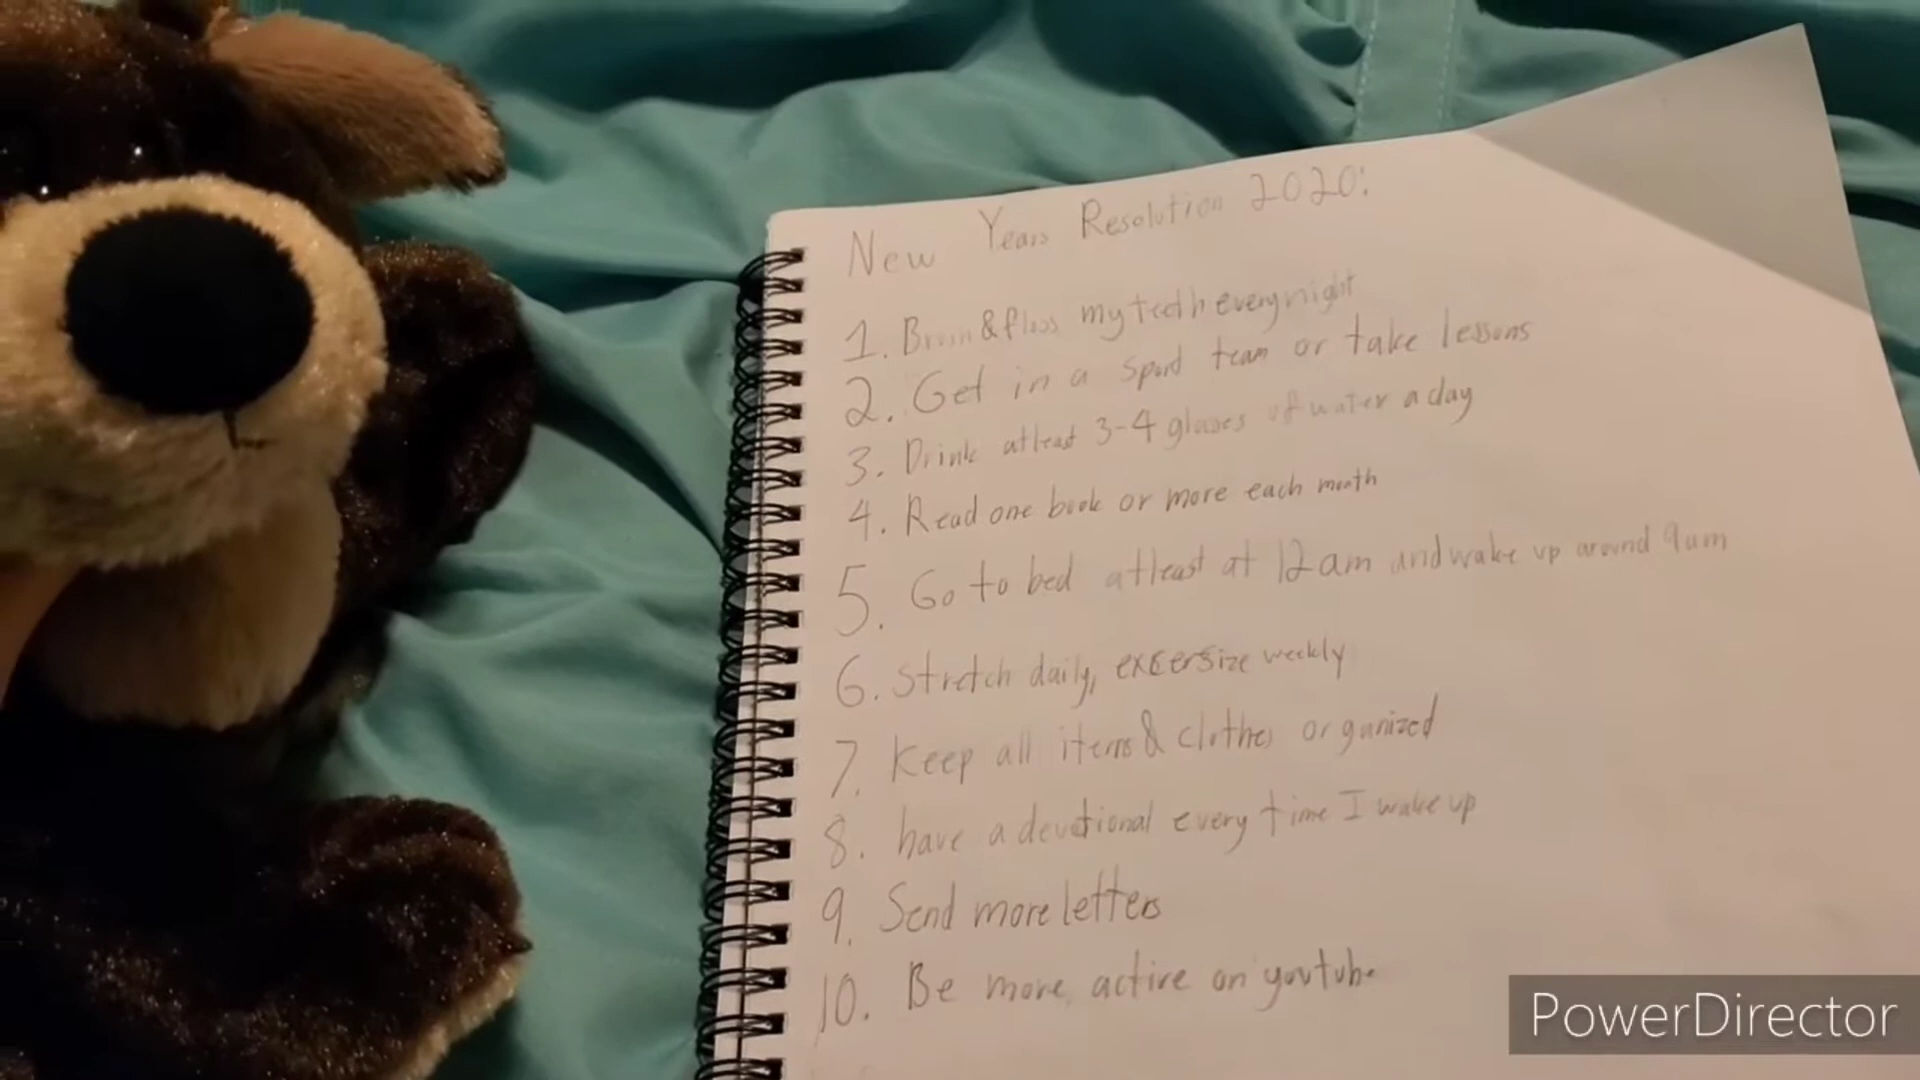 New Years Resolution 2020:
1. Brush & floss my teeth every night
2. Get in a sport team or take lessons
3. Drink atleast 3-4 glasses of water a day
4. Read one book or more each month
5. Go to bed atleast at 12am and wake up around 9am
6. Stretch daily, excersize weekly
7. Keep all items & clothes organized
8. have a devotional every time I wake up
9. Send more letters
10. Be more active on youtube
PowerDirector